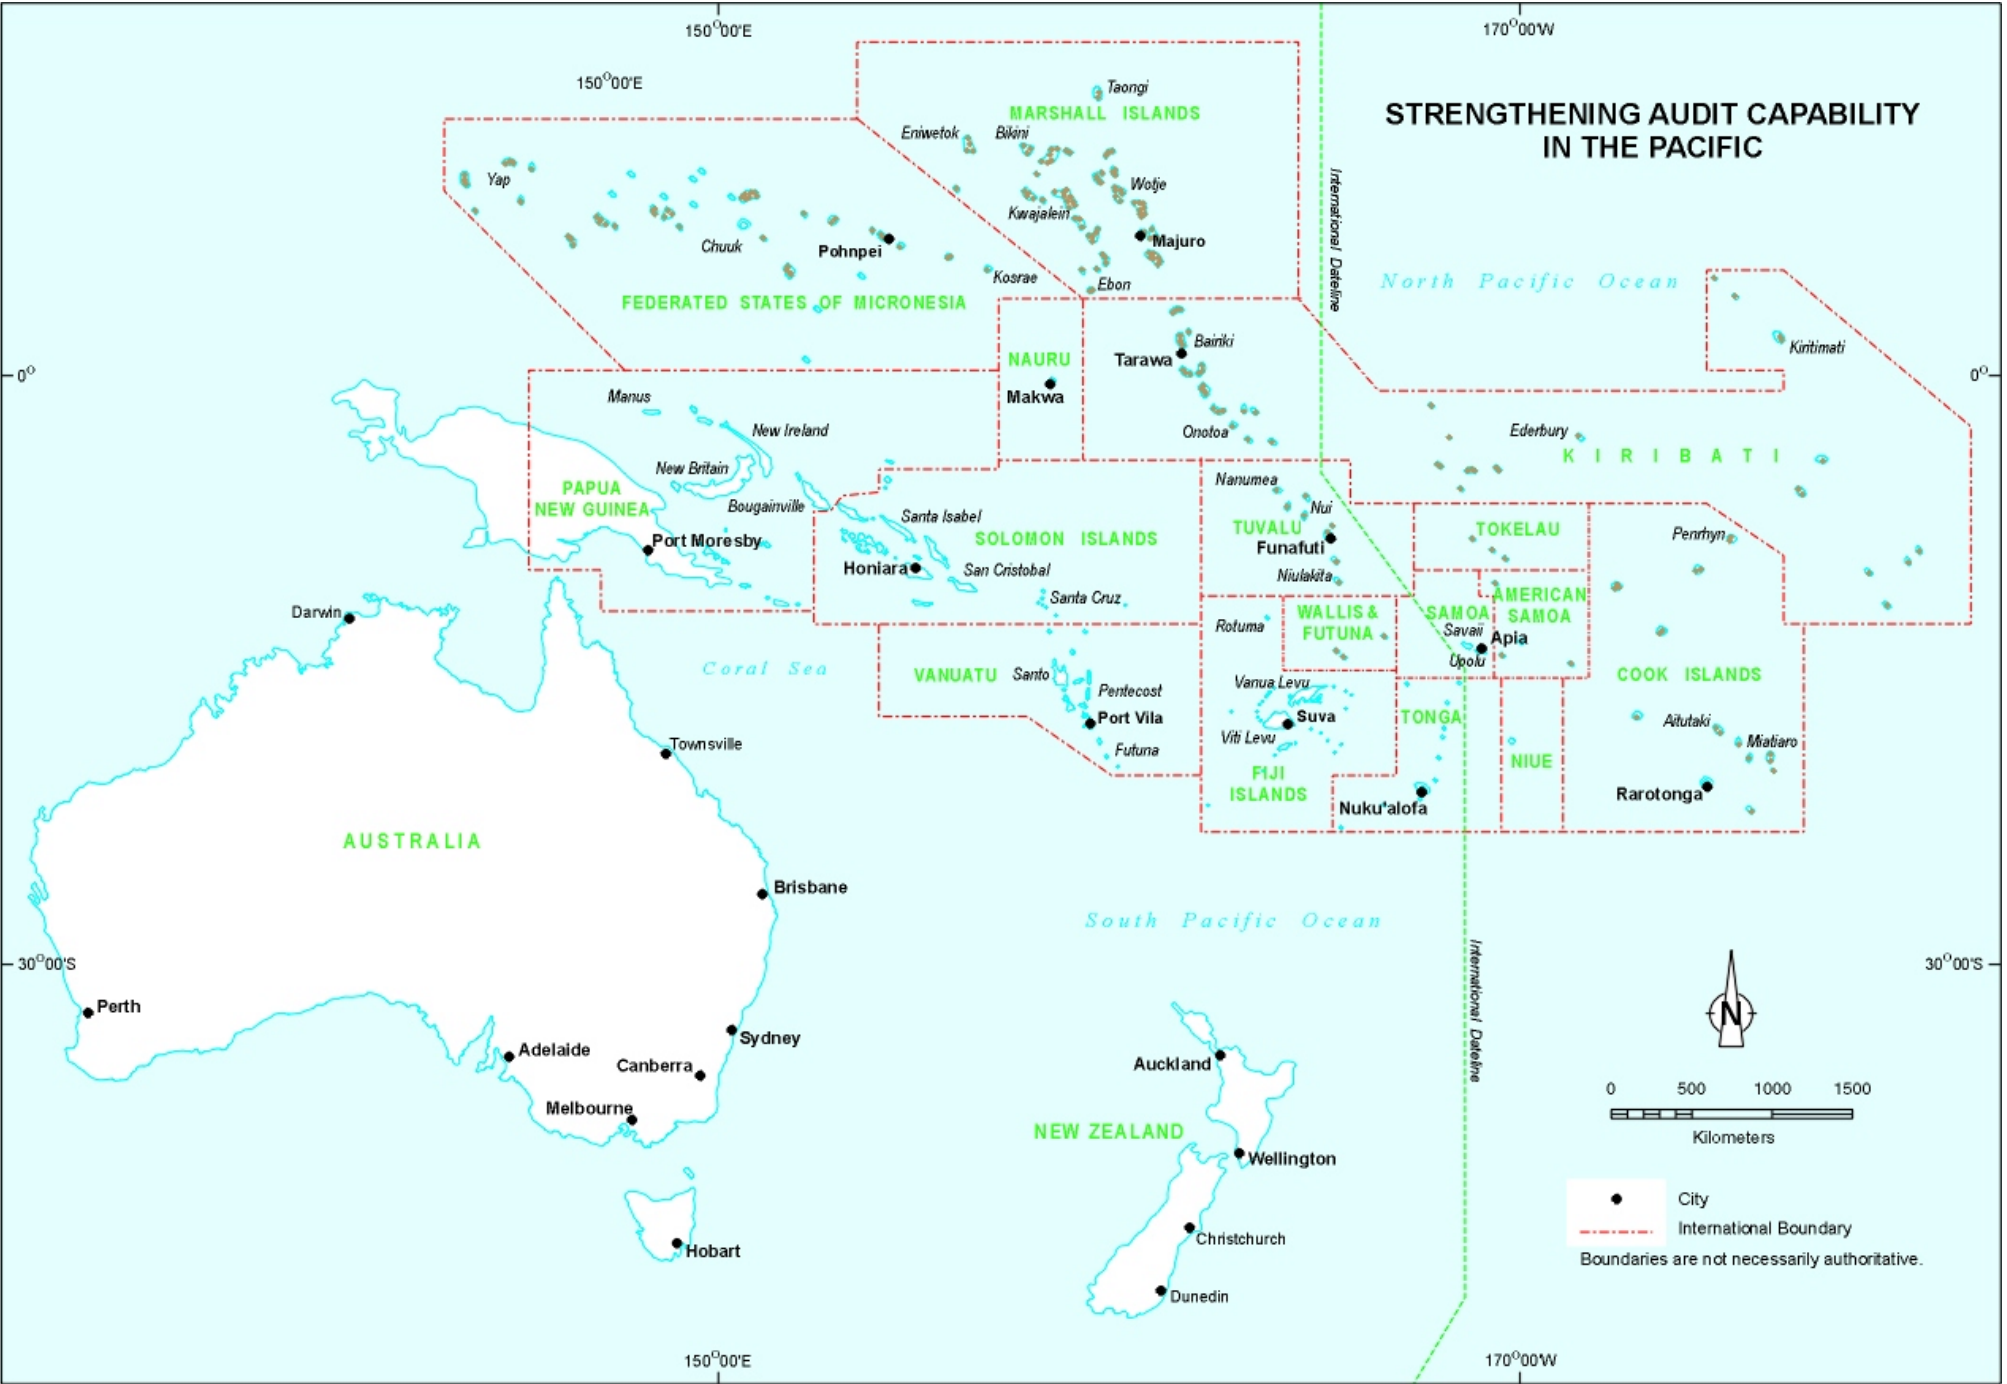 150°00'E
170°00'W
150°00'E
STRENGTHENING AUDIT CAPABILITY
IN THE PACIFIC
Taongi
MARSHALL ISLANDS
Eniwetok
Bikini
Yap
Wotje
Kwajalein
Chuuk
Pohnpei
Majuro
International Dateline
North Pacific Ocean
Kosrae
Ebon
FEDERATED STATES OF MICRONESIA
Bairiki
Kiritimati
NAURU
Tarawa
0°
0°
Makwa
Manus
New Ireland
Onotoa
Ederbury
KIRIBATI
New Britain
Nanumea
PAPUA
NEW GUINEA
Bougainville
Santa Isabel
Nui
TUVALU
TOKELAU
Penrhyn
SOLOMON ISLANDS
Port Moresby
Funafuti
Honiara
San Cristobal
Niulakita
Santa Cruz
AMERICAN
SAMOA
Darwin
WALLIS &
FUTUNA
SAMOA
Rotuma
Savaii
Apia
Upolu
Coral Sea
VANUATU
Santo
Pentecost
Vanua Levu
COOK ISLANDS
Port Vila
Suva
TONGA
Aitutaki
Viti Levu
Miatiaro
Townsville
Futuna
NIUE
FIJI
ISLANDS
Nuku'alofa
Rarotonga
AUSTRALIA
Brisbane
South Pacific Ocean
International Dateline
30°00'S
30°00'S
Perth
N
Sydney
Adelaide
Canberra
Auckland
0 500 1000 1500
Kilometers
Melbourne
NEW ZEALAND
Wellington
City
International Boundary
Boundaries are not necessarily authoritative.
Hobart
Christchurch
Dunedin
150°00'E
170°00'W